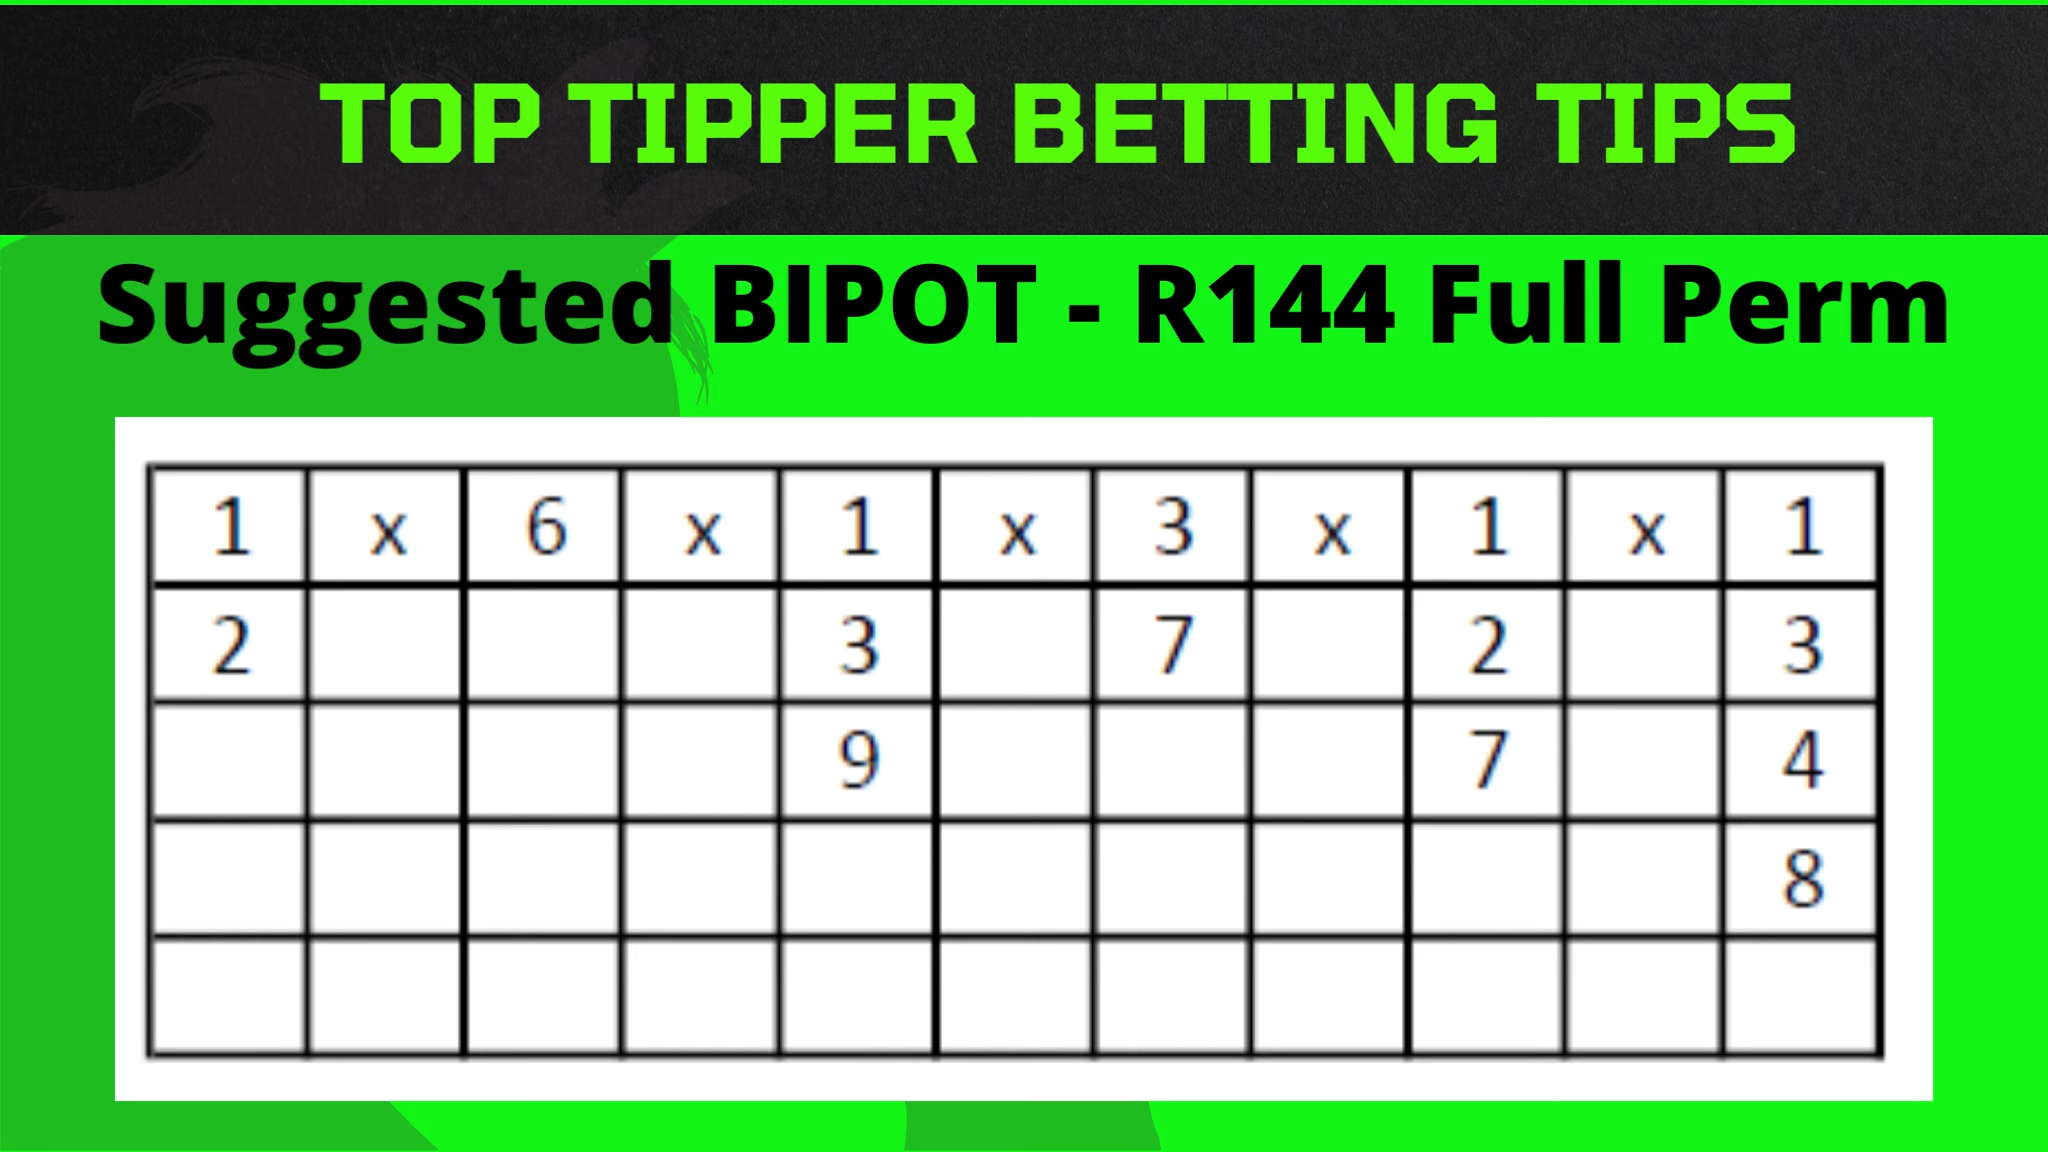 TOP TIPPER BETTING TIPS
Suggested BIPOT - R144 Full Perm
1 x 6 x 1 x 3 x 1 x 1
2 3 7 2 3
9 7 4
8